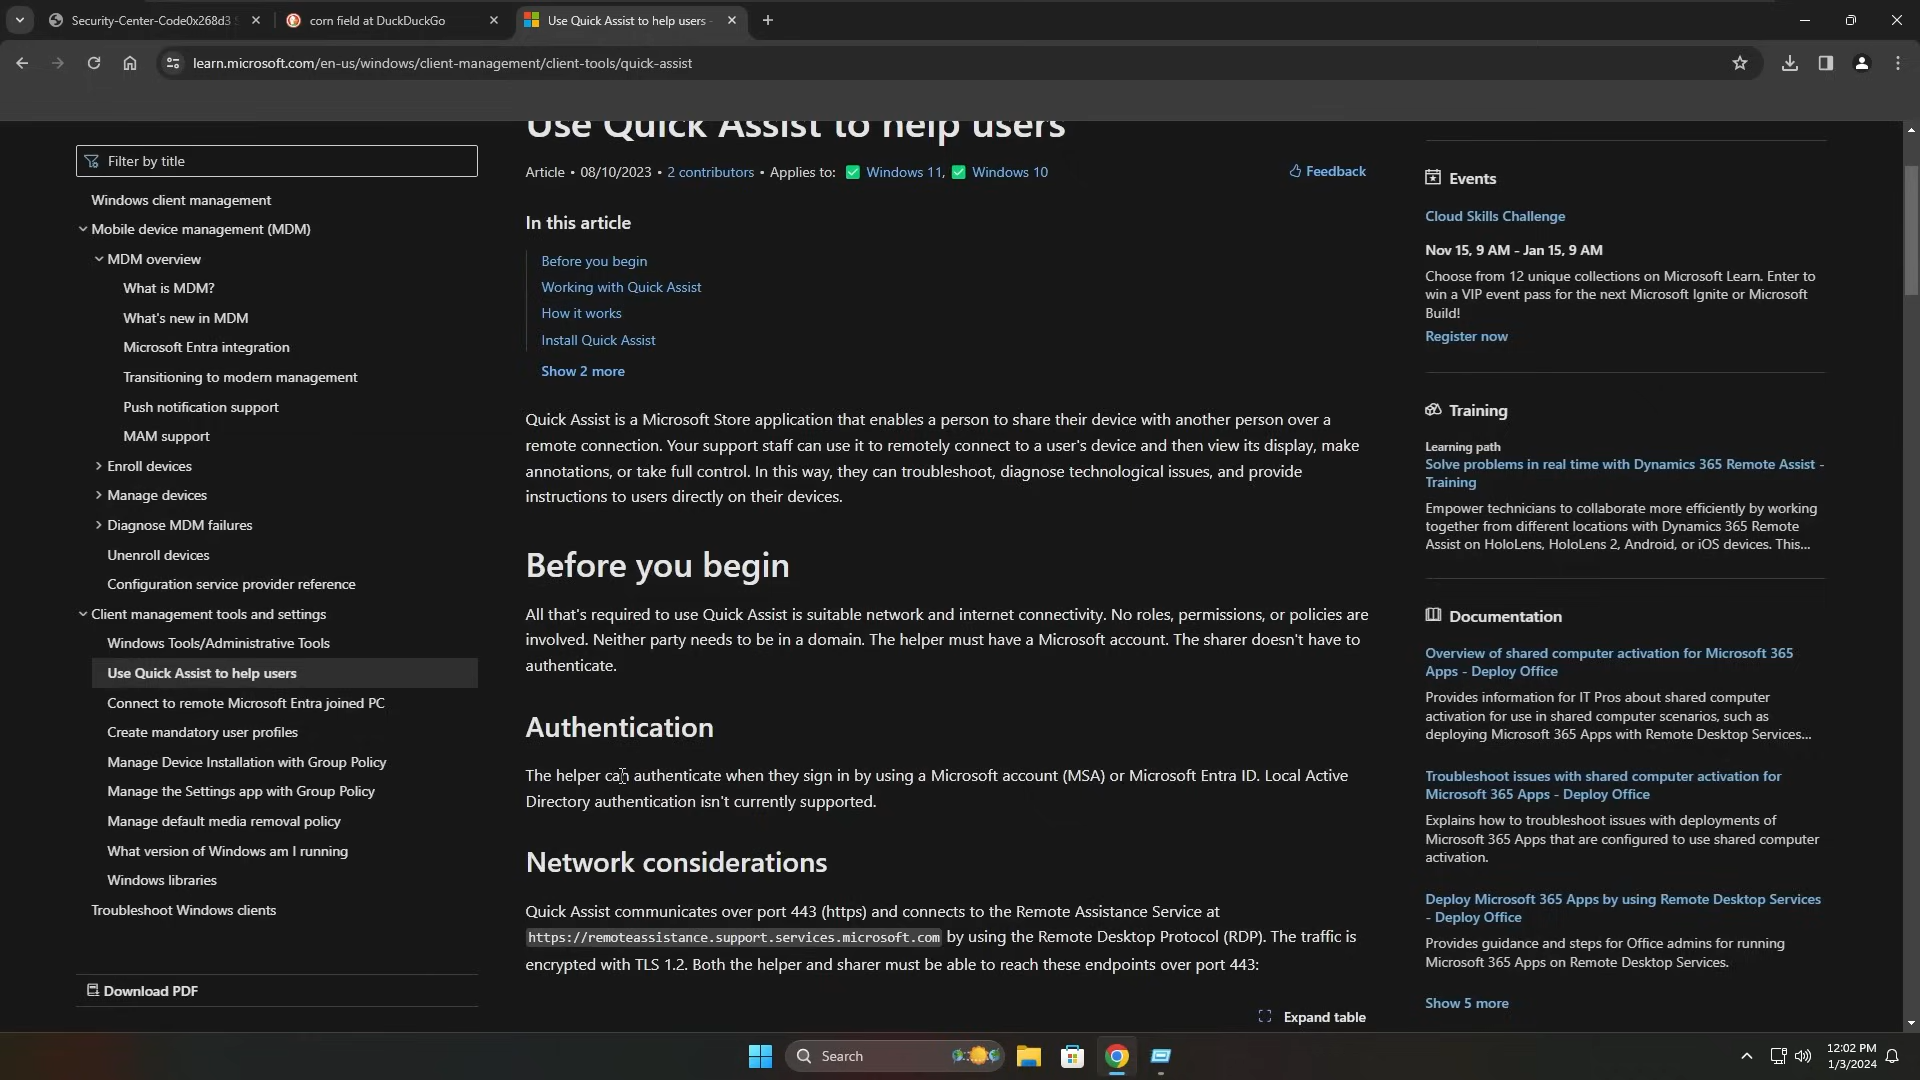 Security-Center-Code0x268d3
corn field at DuckDuckGo
Use Quick Assist to help users -
learn.microsoft.com/en-us/windows/client-management/client-tools/quick-assist
Filter by title
Windows client management
Mobile device management (MDM)
MDM overview
What is MDM?
What's new in MDM
Microsoft Entra integration
Transitioning to modern management
Push notification support
MAM support
Enroll devices
Manage devices
Diagnose MDM failures
Unenroll devices
Configuration service provider reference
Client management tools and settings
Windows Tools/Administrative Tools
Use Quick Assist to help users
Connect to remote Microsoft Entra joined PC
Create mandatory user profiles
Manage Device Installation with Group Policy
Manage the Settings app with Group Policy
Manage default media removal policy
What version of Windows am I running
Windows libraries
Troubleshoot Windows clients
Download PDF
Use Quick Assist to help users
Article • 08/10/2023 • 2 contributors • Applies to: Windows 11, Windows 10
Feedback
In this article
Before you begin
Working with Quick Assist
How it works
Install Quick Assist
Show 2 more
Quick Assist is a Microsoft Store application that enables a person to share their device with another person over a
remote connection. Your support staff can use it to remotely connect to a user's device and then view its display, make
annotations, or take full control. In this way, they can troubleshoot, diagnose technological issues, and provide
instructions to users directly on their devices.
Before you begin
All that's required to use Quick Assist is suitable network and internet connectivity. No roles, permissions, or policies are
involved. Neither party needs to be in a domain. The helper must have a Microsoft account. The sharer doesn't have to
authenticate.
Authentication
The helper can authenticate when they sign in by using a Microsoft account (MSA) or Microsoft Entra ID. Local Active
Directory authentication isn't currently supported.
Network considerations
Quick Assist communicates over port 443 (https) and connects to the Remote Assistance Service at
https://remoteassistance.support.services.microsoft.com by using the Remote Desktop Protocol (RDP). The traffic is
encrypted with TLS 1.2. Both the helper and sharer must be able to reach these endpoints over port 443:
Expand table
Events
Cloud Skills Challenge
Nov 15, 9 AM - Jan 15, 9 AM
Choose from 12 unique collections on Microsoft Learn. Enter to
win a VIP event pass for the next Microsoft Ignite or Microsoft
Build!
Register now
Training
Learning path
Solve problems in real time with Dynamics 365 Remote Assist -
Training
Empower technicians to collaborate more efficiently by working
together from different locations with Dynamics 365 Remote
Assist on HoloLens, HoloLens 2, Android, or iOS devices. This...
Documentation
Overview of shared computer activation for Microsoft 365
Apps - Deploy Office
Provides information for IT Pros about shared computer
activation for use in shared computer scenarios, such as
deploying Microsoft 365 Apps with Remote Desktop Services...
Troubleshoot issues with shared computer activation for
Microsoft 365 Apps - Deploy Office
Explains how to troubleshoot issues with deployments of
Microsoft 365 Apps that are configured to use shared computer
activation.
Deploy Microsoft 365 Apps by using Remote Desktop Services
- Deploy Office
Provides guidance and steps for Office admins for running
Microsoft 365 Apps on Remote Desktop Services.
Show 5 more
Search
12:02 PM
1/3/2024